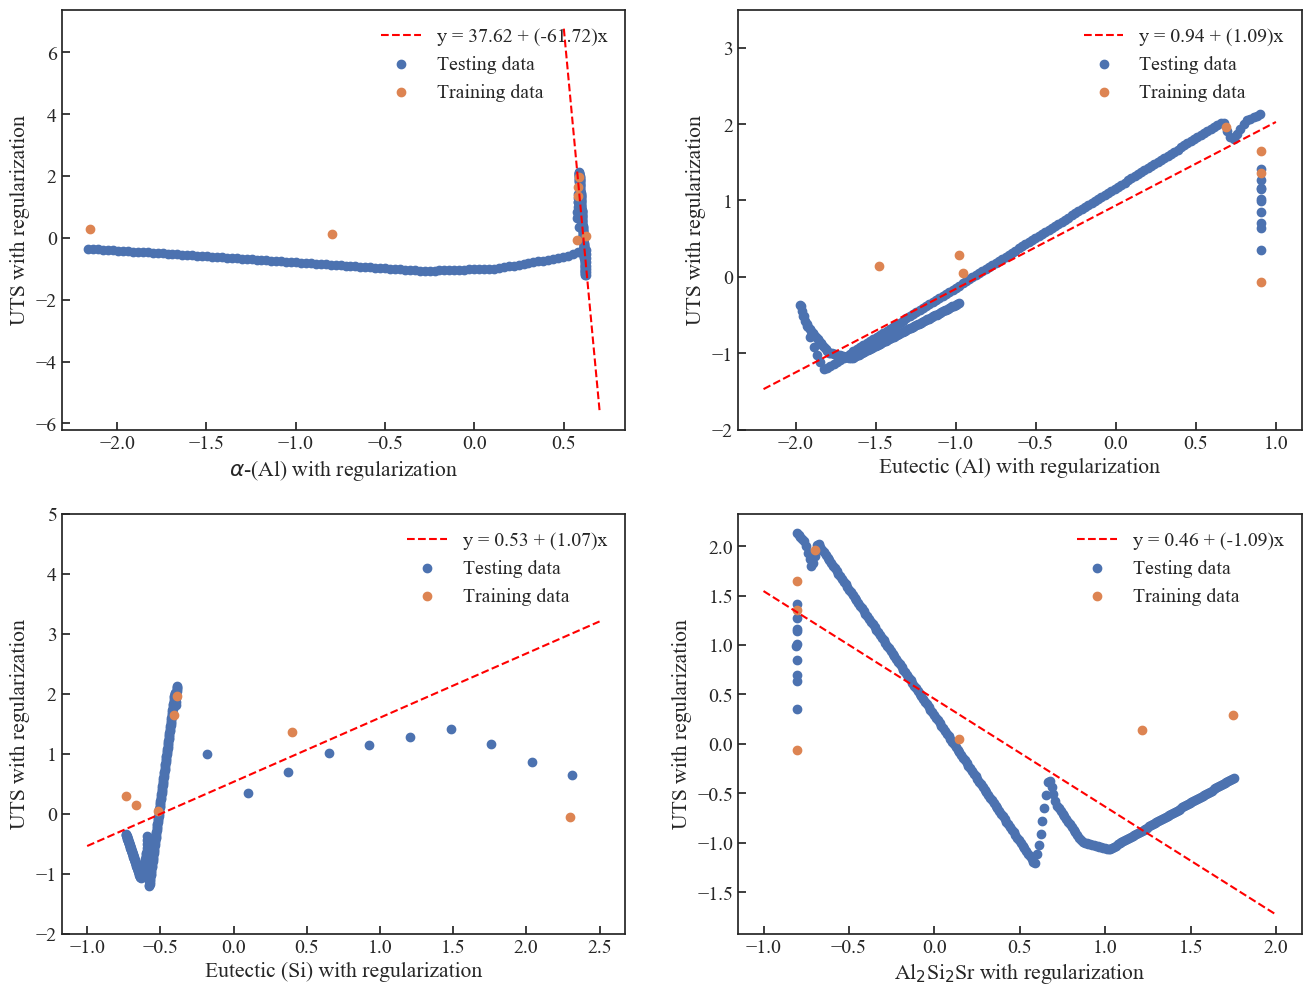 y = 37.62 + (-61.72)x
Testing data
Training data
6
4
2
0
−2
−4
−6
UTS with regularization
−2.0 −1.5 −1.0 −0.5 0.0 0.5
α-(Al) with regularization
y = 0.94 + (1.09)x
Testing data
Training data
3
2
1
0
−1
−2
UTS with regularization
−2.0 −1.5 −1.0 −0.5 0.0 0.5 1.0
Eutectic (Al) with regularization
y = 0.53 + (1.07)x
Testing data
Training data
5
4
3
2
1
0
−1
−2
UTS with regularization
−1.0 −0.5 0.0 0.5 1.0 1.5 2.0 2.5
Eutectic (Si) with regularization
y = 0.46 + (-1.09)x
Testing data
Training data
2.0
1.5
1.0
0.5
0.0
−0.5
−1.0
−1.5
UTS with regularization
−1.0 −0.5 0.0 0.5 1.0 1.5 2.0
Al₂Si₂Sr with regularization